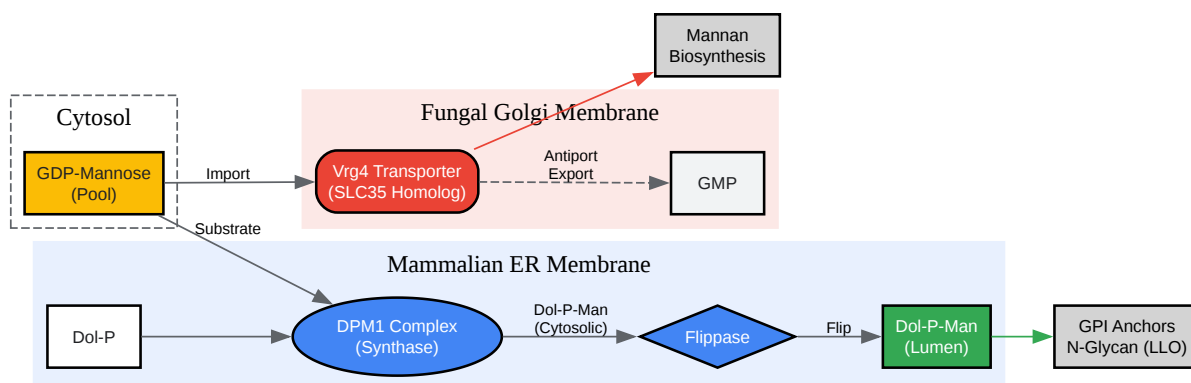 Mannan
Biosynthesis
Cytosol
Fungal Golgi Membrane
GDP-Mannose
(Pool)
Import
Vrg4 Transporter
(SLC35 Homolog)
Antiport
Export
GMP
Substrate
Mammalian ER Membrane
Dol-P
DPM1 Complex
(Synthase)
Dol-P-Man
(Cytosolic)
Flippase
Flip
Dol-P-Man
(Lumen)
GPI Anchors
N-Glycan (LLO)